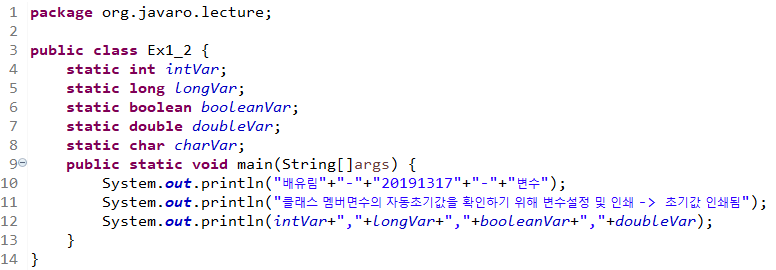 1 package org.javaro.lecture;
2
3 public class Ex1_2 {
4     static int intVar;
5     static long longVar;
6     static boolean booleanVar;
7     static double doubleVar;
8     static char charVar;
9     public static void main(String[]args) {
10         System.out.println("배유림"+"-"+"20191317"+"-"+"변수");
11         System.out.println("클래스 멤버면수의 자동초기값을 확인하기 위해 변수설정 및 인쇄 -> 초기값 인쇄됨");
12         System.out.println(intVar+","+longVar+","+booleanVar+","+doubleVar);
13     }
14 }